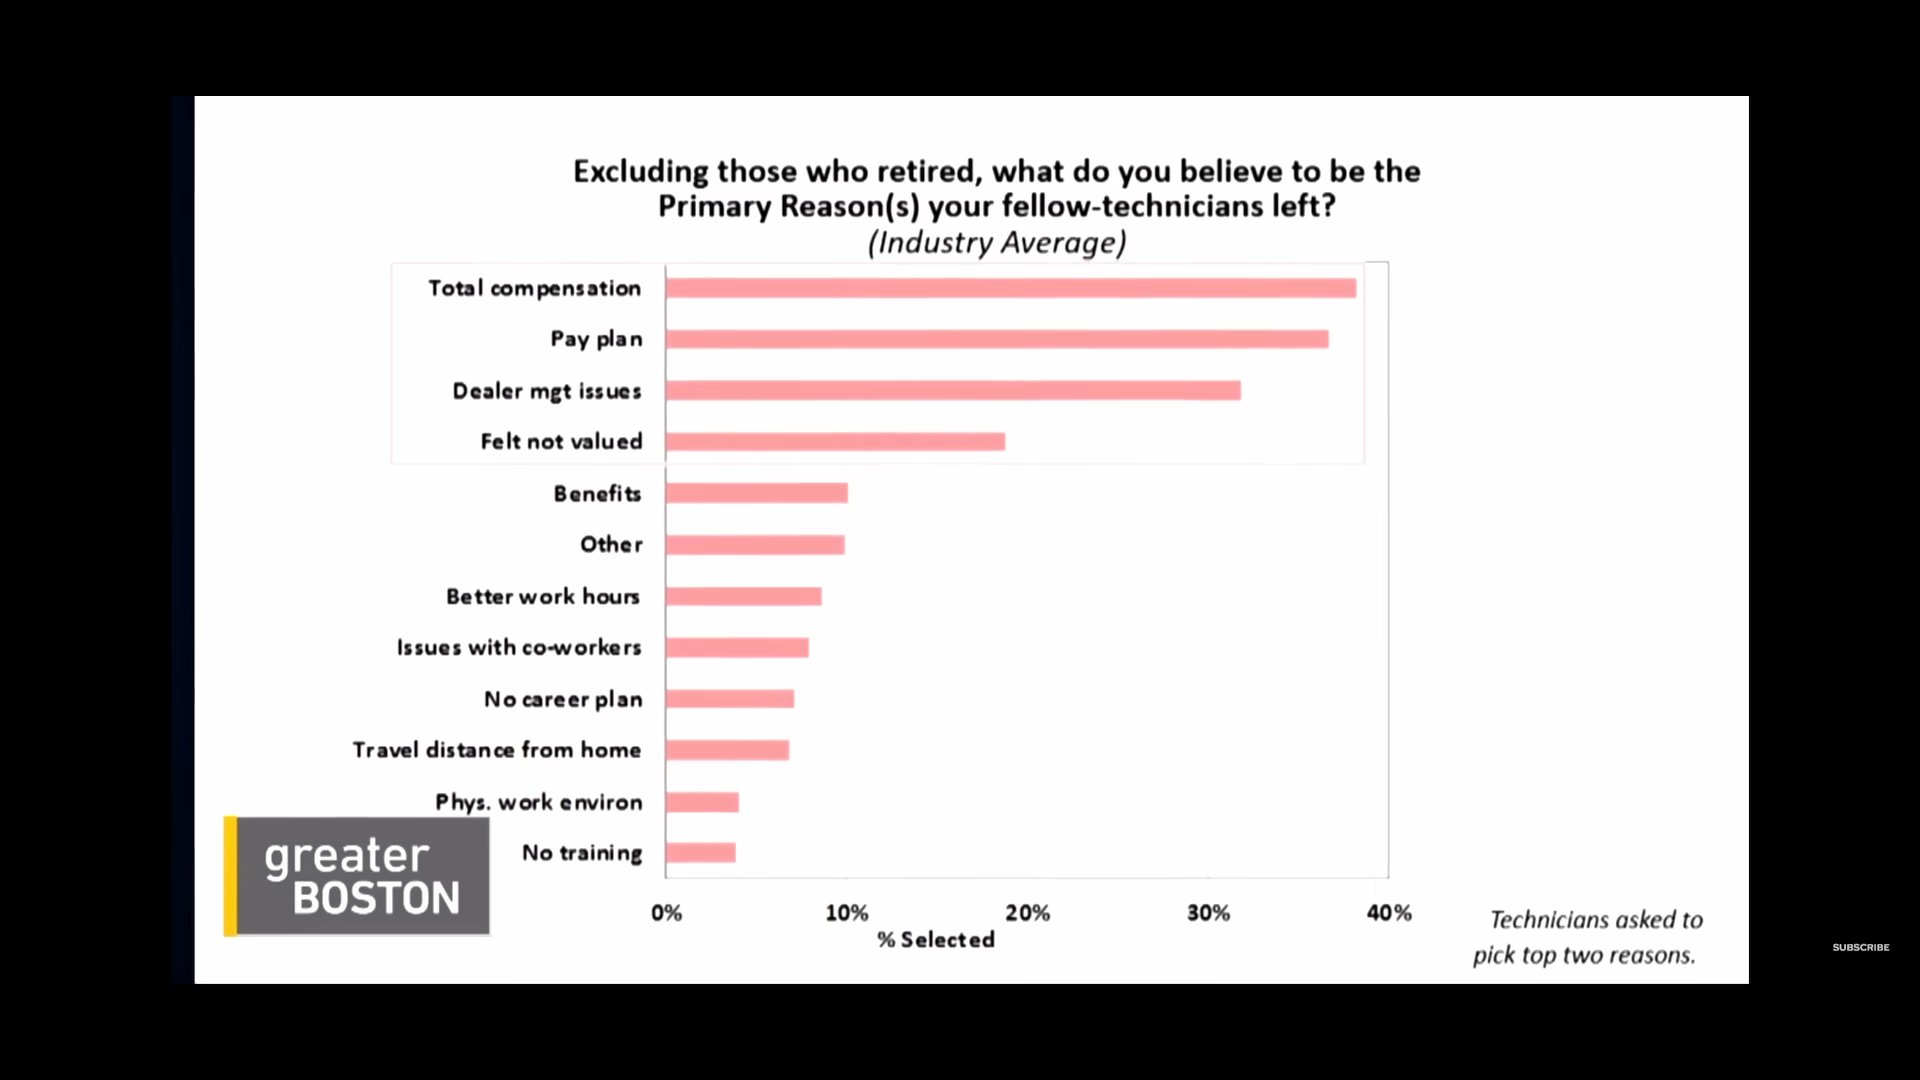 Excluding those who retired, what do you believe to be the
Primary Reason(s) your fellow-technicians left?
(Industry Average)
Total compensation
Pay plan
Dealer mgt issues
Felt not valued
Benefits
Other
Better work hours
Issues with co-workers
No career plan
Travel distance from home
Phys. work environ
No training
0% 10% 20% 30% 40%
% Selected
Technicians asked to
pick top two reasons.
greater
BOSTON
SUBSCRIBE